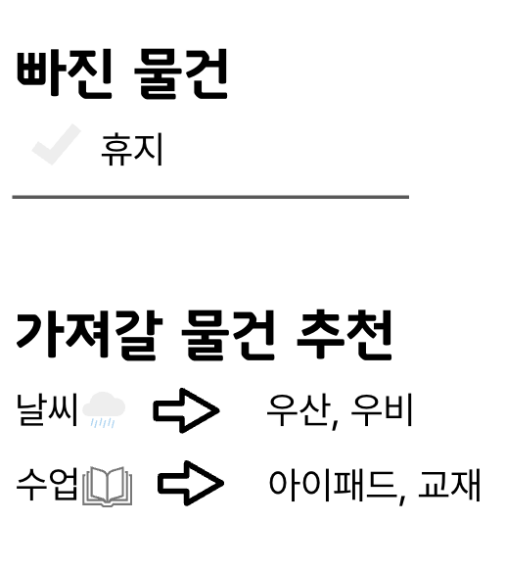 빠진 물건
휴지
가져갈 물건 추천
날씨 우산, 우비
수업 아이패드, 교재